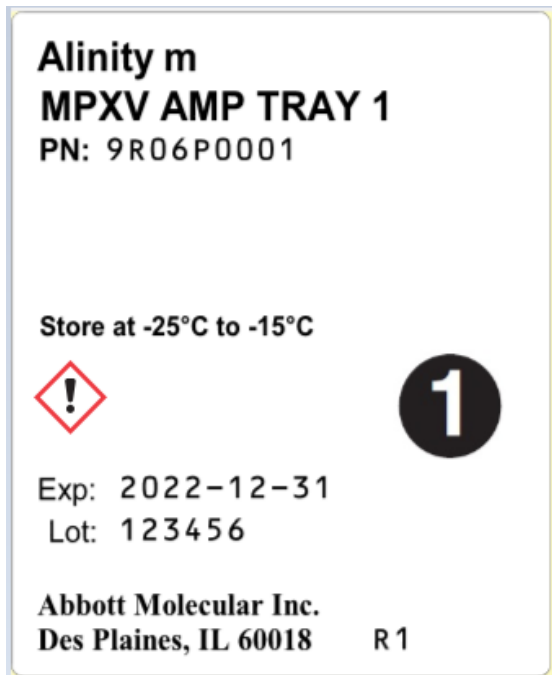 Alinity m
MPXV AMP TRAY 1
PN: 9R06P0001
Store at -25°C to -15°C
!
1
Exp: 2022-12-31
Lot: 123456
Abbott Molecular Inc.
Des Plaines, IL 60018 R1